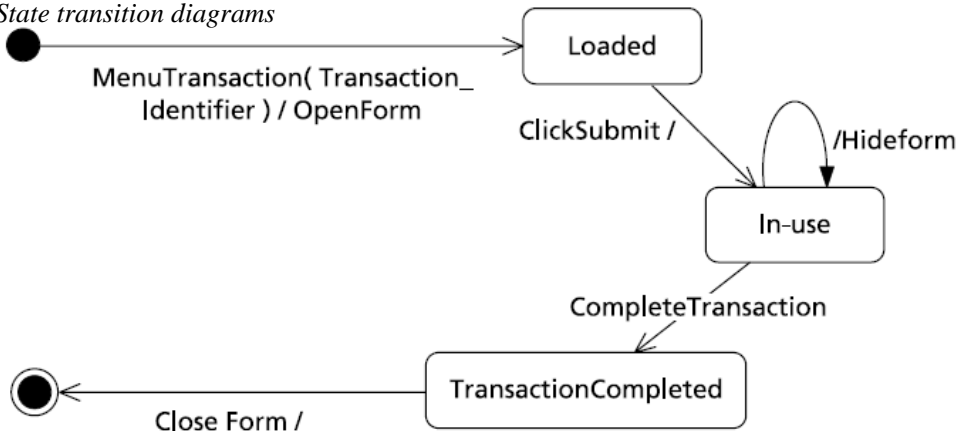 State transition diagrams
Loaded
MenuTransaction( Transaction_
Identifier ) / OpenForm
ClickSubmit /
/Hideform
In-use
CompleteTransaction
TransactionCompleted
Close Form /